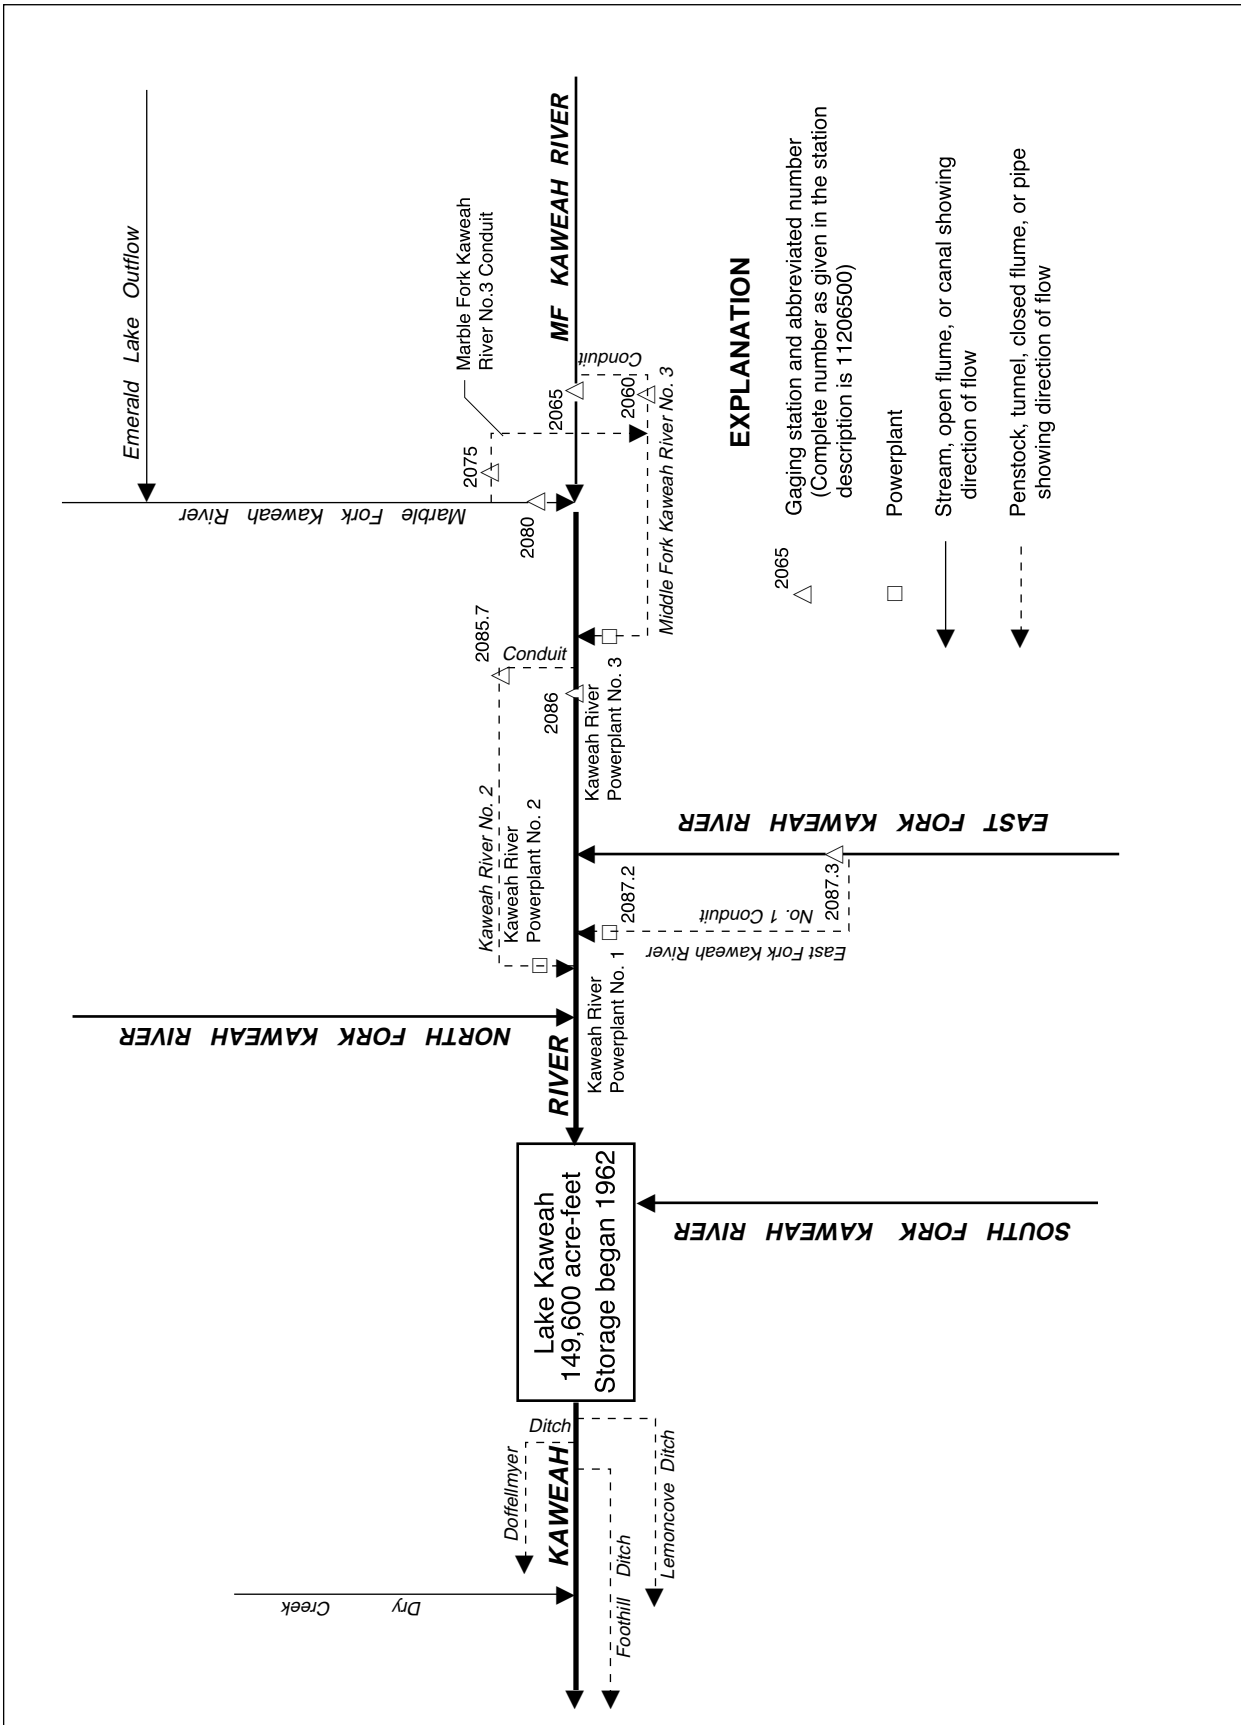 Emerald Lake Outflow
Marble Fork Kaweah River
2075
2080
Marble Fork Kaweah
River No.3 Conduit
MF KAWEAH RIVER
2065
Conduit
2060
Middle Fork Kaweah River No. 3
2085.7
Conduit
2086
Kaweah River
Powerplant No. 3
Kaweah River No. 2
Kaweah River
Powerplant No. 2
EAST FORK KAWEAH RIVER
2087.3
2087.2
No. 1 Conduit
East Fork Kaweah River
Kaweah River
Powerplant No. 1
NORTH FORK KAWEAH RIVER
RIVER
Lake Kaweah
149,600 acre-feet
Storage began 1962
SOUTH FORK KAWEAH RIVER
Ditch
Doffellmyer
KAWEAH
Lemoncove Ditch
Foothill Ditch
Dry Creek
EXPLANATION
2065
Gaging station and abbreviated number
(Complete number as given in the station
description is 11206500)
Powerplant
Stream, open flume, or canal showing
direction of flow
Penstock, tunnel, closed flume, or pipe
showing direction of flow